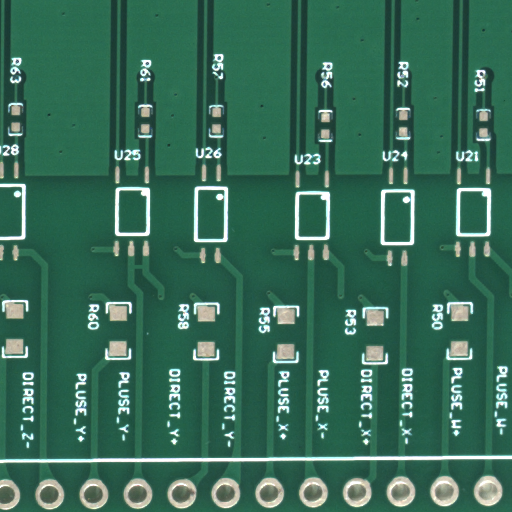 R63
R61
R57
R56
R52
R51
U28
U25
U26
U23
U24
U21
R60
R58
R55
R53
R50
DIRECT_Z-
PLUSE_Y+
PLUSE_Y-
DIRECT_Y+
DIRECT_Y-
PLUSE_X+
PLUSE_X-
DIRECT_X+
DIRECT_X-
PLUSE_W+
PLUSE_W-